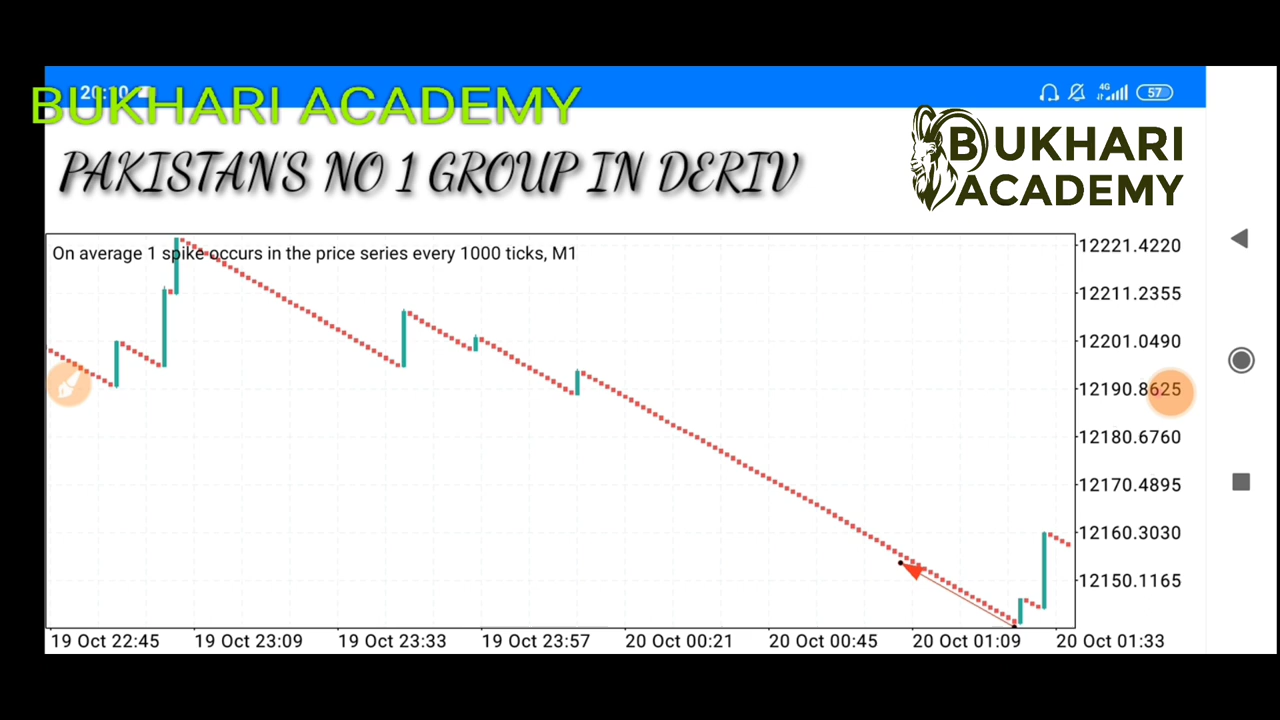 BUKHARI ACADEMY
4G
57
PAKISTAN'S NO 1 GROUP IN DERIV
BUKHARI
ACADEMY
On average 1 spike occurs in the price series every 1000 ticks, M1
12221.4220
12211.2355
12201.0490
12190.8625
12180.6760
12170.4895
12160.3030
12150.1165
19 Oct 22:45
19 Oct 23:09
19 Oct 23:33
19 Oct 23:57
20 Oct 00:21
20 Oct 00:45
20 Oct 01:09
20 Oct 01:33